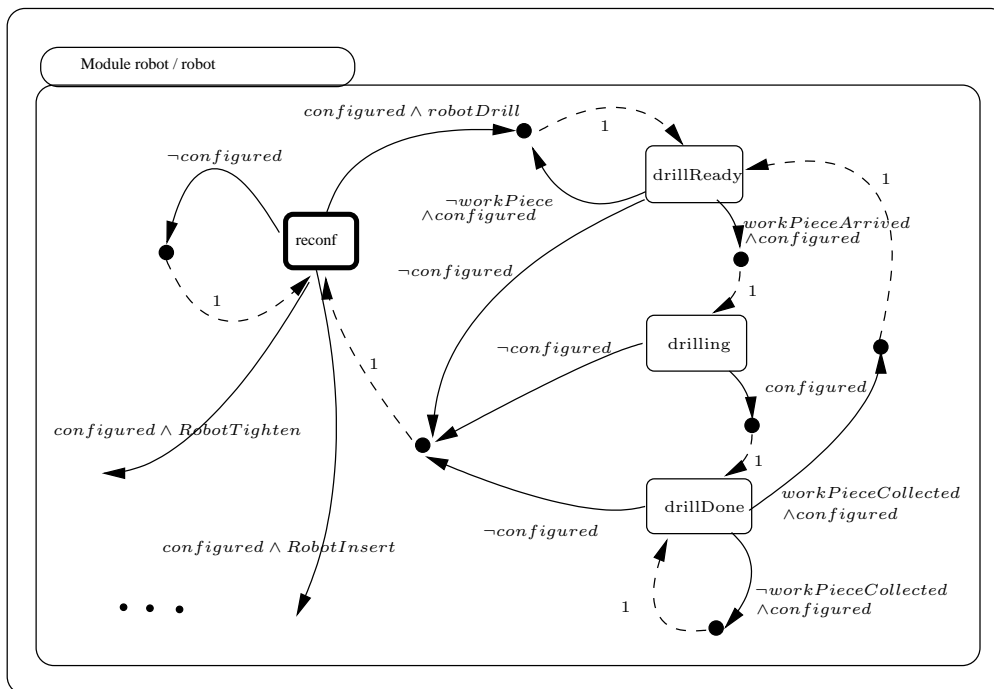 Module robot / robot
configured ∧ robotDrill
1
¬configured
drillReady
1
¬workPiece
∧configured
workPieceArrived
∧configured
reconf
¬configured
1
1
drilling
¬configured
1
configured
configured ∧ RobotTighten
1
drillDone
workPieceCollected
∧configured
¬configured
configured ∧ RobotInsert
¬workPieceCollected
∧configured
1